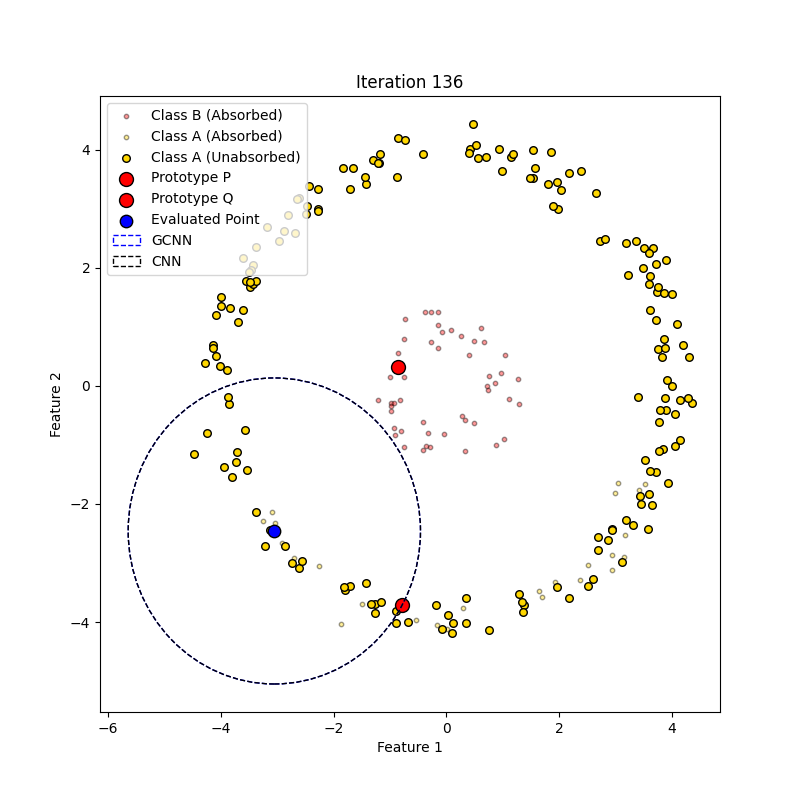 Iteration 136
Class B (Absorbed)
Class A (Absorbed)
Class A (Unabsorbed)
Prototype P
Prototype Q
Evaluated Point
GCNN
CNN
4
2
0
−2
−4
Feature 2
−6
−4
−2
0
2
4
Feature 1